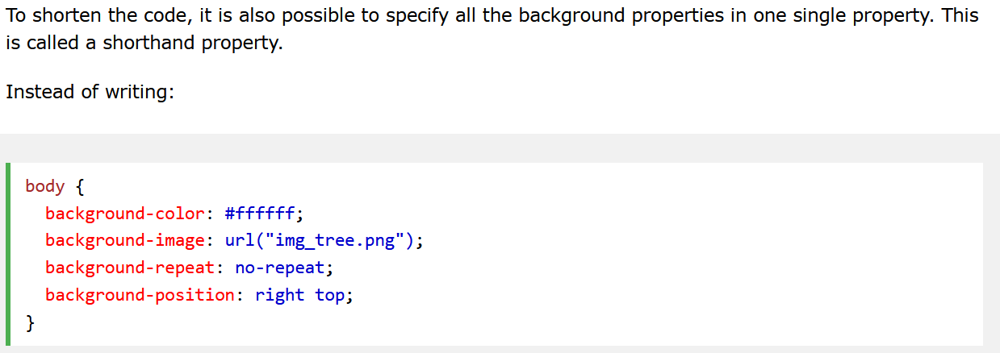 To shorten the code, it is also possible to specify all the background properties in one single property. This
is called a shorthand property.
Instead of writing:
body {
  background-color: #ffffff;
  background-image: url("img_tree.png");
  background-repeat: no-repeat;
  background-position: right top;
}